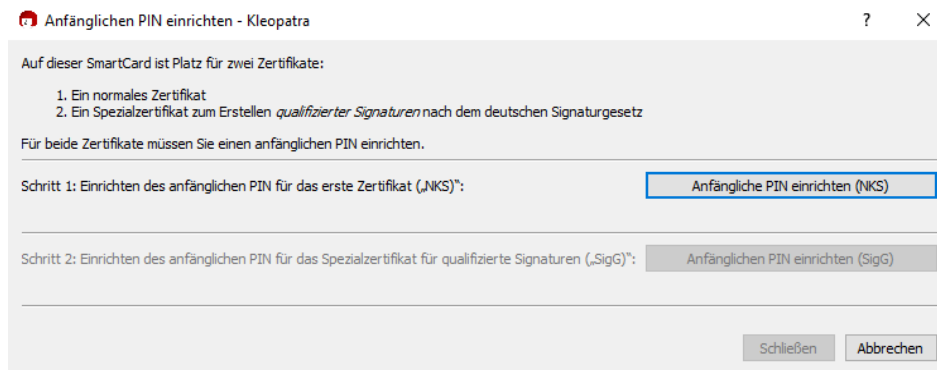 Anfänglichen PIN einrichten - Kleopatra
Auf dieser SmartCard ist Platz für zwei Zertifikate:
1. Ein normales Zertifikat
2. Ein Spezialzertifikat zum Erstellen qualifizierter Signaturen nach dem deutschen Signaturgesetz
Für beide Zertifikate müssen Sie einen anfänglichen PIN einrichten.
Schritt 1: Einrichten des anfänglichen PIN für das erste Zertifikat („NKS)“: Anfängliche PIN einrichten (NKS)
Schritt 2: Einrichten des anfänglichen PIN für das Spezialzertifikat für qualifizierte Signaturen („SigG)“: Anfänglichen PIN einrichten (SigG)
Schließen Abbrechen